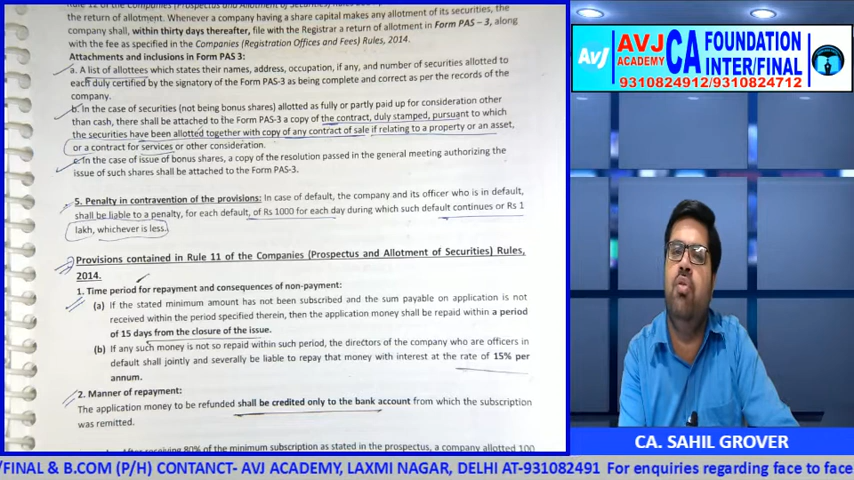 the return of allotment. Whenever a company having a share capital makes any allotment of its securities, the
company shall, within thirty days thereafter, file with the Registrar a return of allotment in Form PAS – 3, along
with the fee as specified in the Companies (Registration Offices and Fees) Rules, 2014.
Attachments and inclusions in Form PAS 3:
a. A list of allottees which states their names, address, occupation, if any, and number of securities allotted to
each duly certified by the signatory of the Form PAS-3 as being complete and correct as per the records of the
company.
b. In the case of securities (not being bonus shares) allotted as fully or partly paid up for consideration other
than cash, there shall be attached to the Form PAS-3 a copy of the contract, duly stamped, pursuant to which
the securities have been allotted together with copy of any contract of sale if relating to a property or an asset,
or a contract for services or other consideration.
c. In the case of issue of bonus shares, a copy of the resolution passed in the general meeting authorizing the
issue of such shares shall be attached to the Form PAS-3.
5. Penalty in contravention of the provisions: In case of default, the company and its officer who is in default,
shall be liable to a penalty, for each default, of Rs 1000 for each day during which such default continues or Rs 1
lakh, whichever is less.
Provisions contained in Rule 11 of the Companies (Prospectus and Allotment of Securities) Rules,
2014.
1. Time period for repayment and consequences of non-payment:
(a) If the stated minimum amount has not been subscribed and the sum payable on application is not
received within the period specified therein, then the application money shall be repaid within a period
of 15 days from the closure of the issue.
(b) If any such money is not so repaid within such period, the directors of the company who are officers in
default shall jointly and severally be liable to repay that money with interest at the rate of 15% per
annum.
2. Manner of repayment:
The application money to be refunded shall be credited only to the bank account from which the subscription
was remitted.
After receiving 80% of the minimum subscription as stated in the prospectus, a company allotted 100
AVJ
AVJ
ACADEMY
CA
FOUNDATION
INTER/FINAL
9310824912/9310824712
CA. SAHIL GROVER
/FINAL & B.COM (P/H) CONTANCT- AVJ ACADEMY, LAXMI NAGAR, DELHI AT-931082491 For enquiries regarding face to face